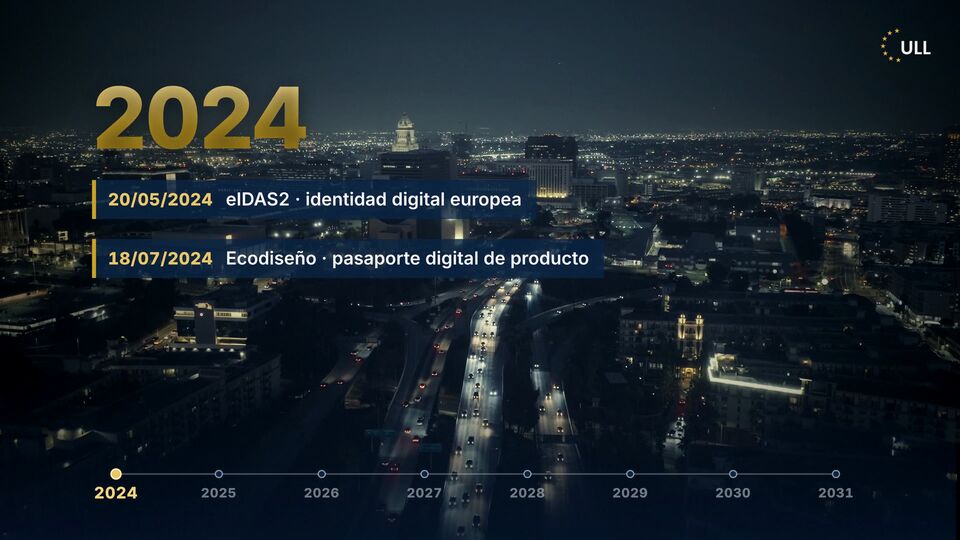 ULL
2024
20/05/2024 eIDAS2 · identidad digital europea
18/07/2024 Ecodiseño · pasaporte digital de producto
2024 2025 2026 2027 2028 2029 2030 2031